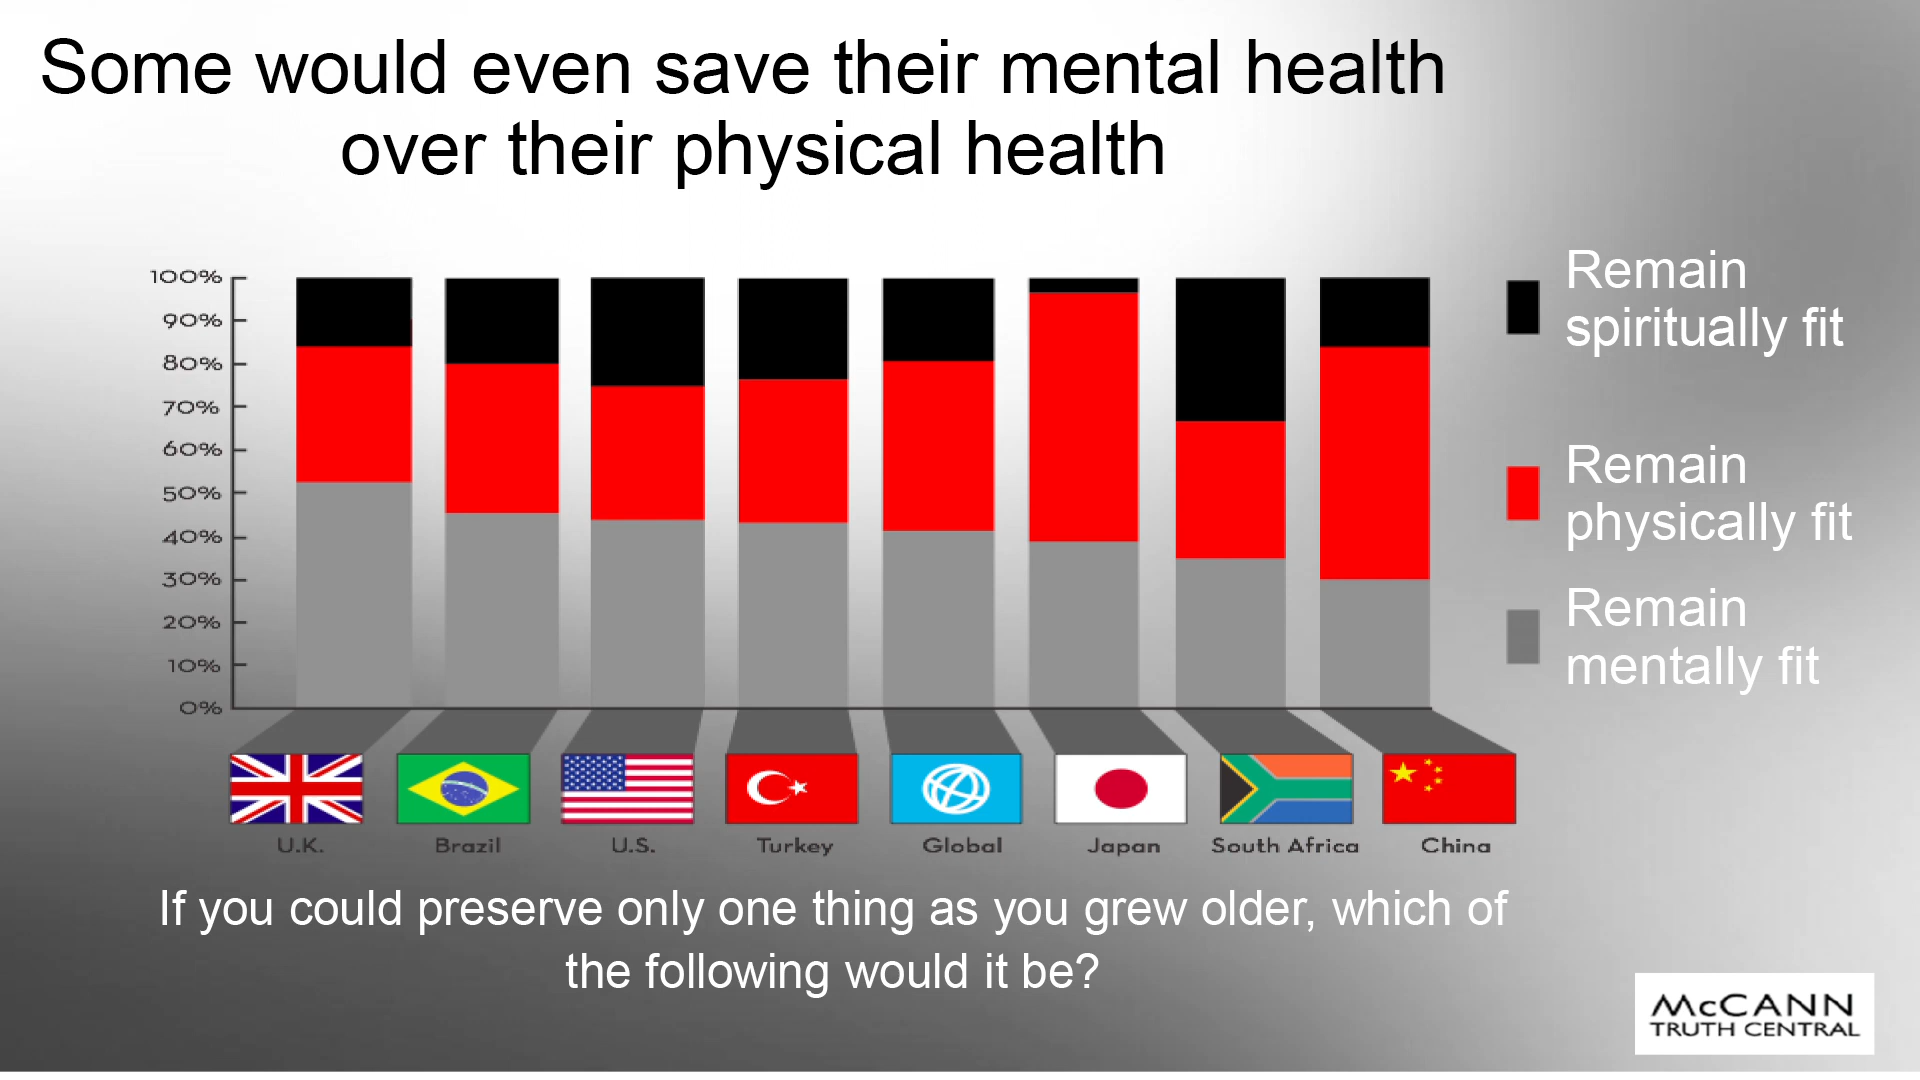 Some would even save their mental health
over their physical health
100%
90%
80%
70%
60%
50%
40%
30%
20%
10%
0%
Remain
spiritually fit
Remain
physically fit
Remain
mentally fit
U.K.
Brazil
U.S.
Turkey
Global
Japan
South Africa
China
If you could preserve only one thing as you grew older, which of
the following would it be?
McCANN
TRUTH CENTRAL